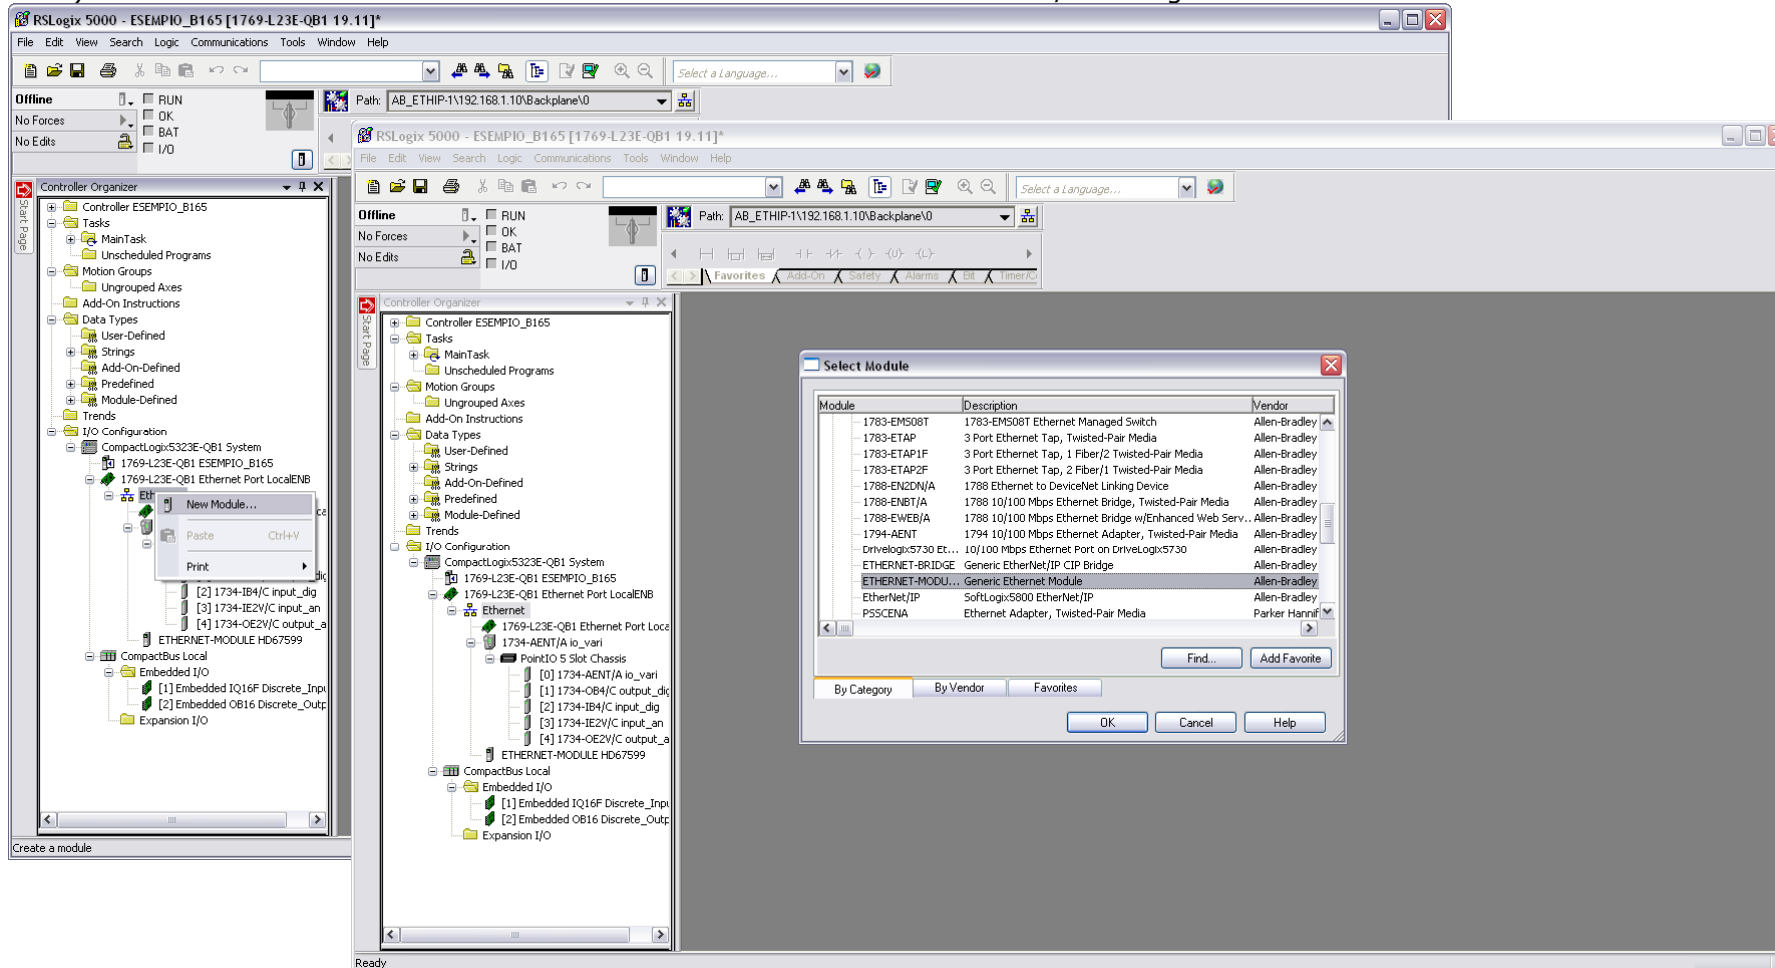 RSLogix 5000 - ESEMPIO_B165 [1769-L23E-QB1 19.11]*
File Edit View Search Logic Communications Tools Window Help
Select a Language...
Offline
RUN
Path: AB_ETHIP-1\192.168.1.10\Backplane\0
No Forces
OK
BAT
No Edits
I/O
Controller Organizer
Start Page
Controller ESEMPIO_B165
Tasks
MainTask
Unscheduled Programs
Motion Groups
Ungrouped Axes
Add-On Instructions
Data Types
User-Defined
Strings
Add-On-Defined
Predefined
Module-Defined
Trends
I/O Configuration
CompactLogix5323E-QB1 System
1769-L23E-QB1 ESEMPIO_B165
1769-L23E-QB1 Ethernet Port LocalENB
New Module...
Paste Ctrl+V
Print
[2] 1734-IB4/C input_dig
[3] 1734-IE2V/C input_an
[4] 1734-OE2V/C output_a
ETHERNET-MODULE HD67599
CompactBus Local
Embedded I/O
[1] Embedded IQ16F Discrete_Inpu
[2] Embedded OB16 Discrete_Outp
Expansion I/O
Create a module
RSLogix 5000 - ESEMPIO_B165 [1769-L23E-QB1 19.11]*
File Edit View Search Logic Communications Tools Window Help
Select a Language...
Offline
RUN
Path: AB_ETHIP-1\192.168.1.10\Backplane\0
No Forces
OK
BAT
No Edits
I/O
Favorites Add-On Safety Alarms Bit Timer/C
Controller Organizer
Start Page
Controller ESEMPIO_B165
Tasks
MainTask
Unscheduled Programs
Motion Groups
Ungrouped Axes
Add-On Instructions
Data Types
User-Defined
Strings
Add-On-Defined
Predefined
Module-Defined
Trends
I/O Configuration
CompactLogix5323E-QB1 System
1769-L23E-QB1 ESEMPIO_B165
1769-L23E-QB1 Ethernet Port LocalENB
Ethernet
1769-L23E-QB1 Ethernet Port Loca
1734-AENT/A io_vari
PointIO 5 Slot Chassis
[0] 1734-AENT/A io_vari
[1] 1734-OB4/C output_dig
[2] 1734-IB4/C input_dig
[3] 1734-IE2V/C input_an
[4] 1734-OE2V/C output_a
ETHERNET-MODULE HD67599
CompactBus Local
Embedded I/O
[1] Embedded IQ16F Discrete_Inpu
[2] Embedded OB16 Discrete_Outp
Expansion I/O
Ready
Select Module
Module Description Vendor
1783-EMS08T 1783-EMS08T Ethernet Managed Switch Allen-Bradley
1783-ETAP 3 Port Ethernet Tap, Twisted-Pair Media Allen-Bradley
1783-ETAP1F 3 Port Ethernet Tap, 1 Fiber/2 Twisted-Pair Media Allen-Bradley
1783-ETAP2F 3 Port Ethernet Tap, 2 Fiber/1 Twisted-Pair Media Allen-Bradley
1788-EN2DN/A 1788 Ethernet to DeviceNet Linking Device Allen-Bradley
1788-ENBT/A 1788 10/100 Mbps Ethernet Bridge, Twisted-Pair Media Allen-Bradley
1788-EWEB/A 1788 10/100 Mbps Ethernet Bridge w/Enhanced Web Serv.. Allen-Bradley
1794-AENT 1794 10/100 Mbps Ethernet Adapter, Twisted-Pair Media Allen-Bradley
DriveLogix5730 Et... 10/100 Mbps Ethernet Port on DriveLogix5730 Allen-Bradley
ETHERNET-BRIDGE Generic EtherNet/IP CIP Bridge Allen-Bradley
ETHERNET-MODU... Generic Ethernet Module Allen-Bradley
EtherNet/IP SoftLogix5800 EtherNet/IP Allen-Bradley
PSSCENA Ethernet Adapter, Twisted-Pair Media Parker Hannif
Find... Add Favorite
By Category By Vendor Favorites
OK Cancel Help